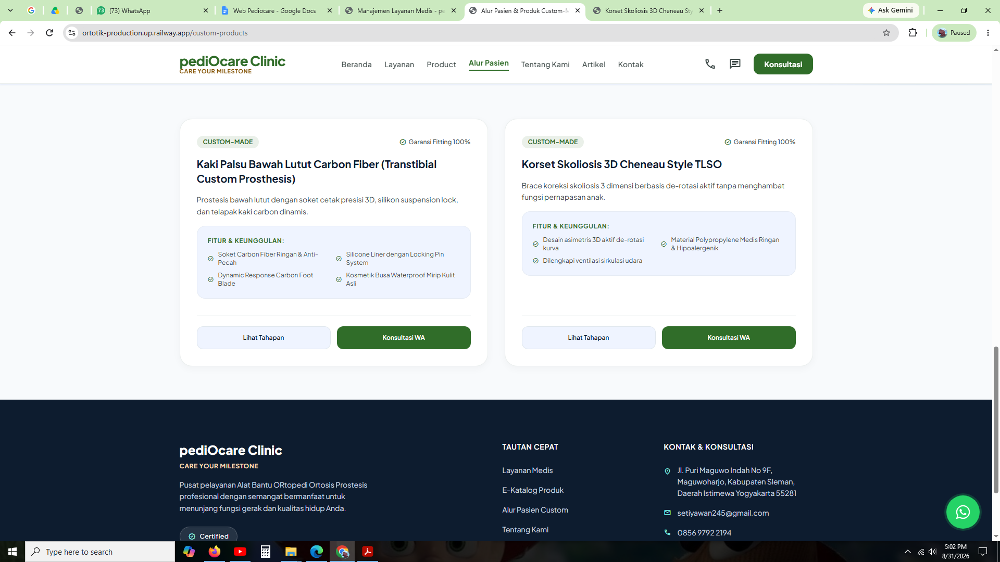 (73) WhatsApp
Web Pediocare - Google Docs
Manajemen Layanan Medis - pe
Alur Pasien & Produk Custom-M
Korset Skoliosis 3D Cheneau Sty
Ask Gemini
ortotik-production.up.railway.app/custom-products
Paused
pediOcare Clinic
CARE YOUR MILESTONE
Beranda
Layanan
Product
Alur Pasien
Tentang Kami
Artikel
Kontak
Konsultasi
CUSTOM-MADE
Garansi Fitting 100%
Kaki Palsu Bawah Lutut Carbon Fiber (Transtibial
Custom Prosthesis)
Prostesis bawah lutut dengan soket cetak presisi 3D, silikon suspension lock,
dan telapak kaki carbon dinamis.
FITUR & KEUNGGULAN:
Soket Carbon Fiber Ringan & Anti-
Pecah
Silicone Liner dengan Locking Pin
System
Dynamic Response Carbon Foot
Blade
Kosmetik Busa Waterproof Mirip Kulit
Asli
Lihat Tahapan
Konsultasi WA
CUSTOM-MADE
Garansi Fitting 100%
Korset Skoliosis 3D Cheneau Style TLSO
Brace koreksi skoliosis 3 dimensi berbasis de-rotasi aktif tanpa menghambat
fungsi pernapasan anak.
FITUR & KEUNGGULAN:
Desain asimetris 3D aktif de-rotasi
kurva
Material Polypropylene Medis Ringan
& Hipoalergenik
Dilengkapi ventilasi sirkulasi udara
Lihat Tahapan
Konsultasi WA
pediOcare Clinic
CARE YOUR MILESTONE
Pusat pelayanan Alat Bantu ORtopedi Ortosis Prostesis
profesional dengan semangat bermanfaat untuk
menunjang fungsi gerak dan kualitas hidup Anda.
Certified
TAUTAN CEPAT
Layanan Medis
E-Katalog Produk
Alur Pasien Custom
Tentang Kami
KONTAK & KONSULTASI
Jl. Puri Maguwo Indah No 9F,
Maguwoharjo, Kabupaten Sleman,
Daerah Istimewa Yogyakarta 55281
setiyawan245@gmail.com
0856 9792 2194
Type here to search
5:02 PM
8/31/2026